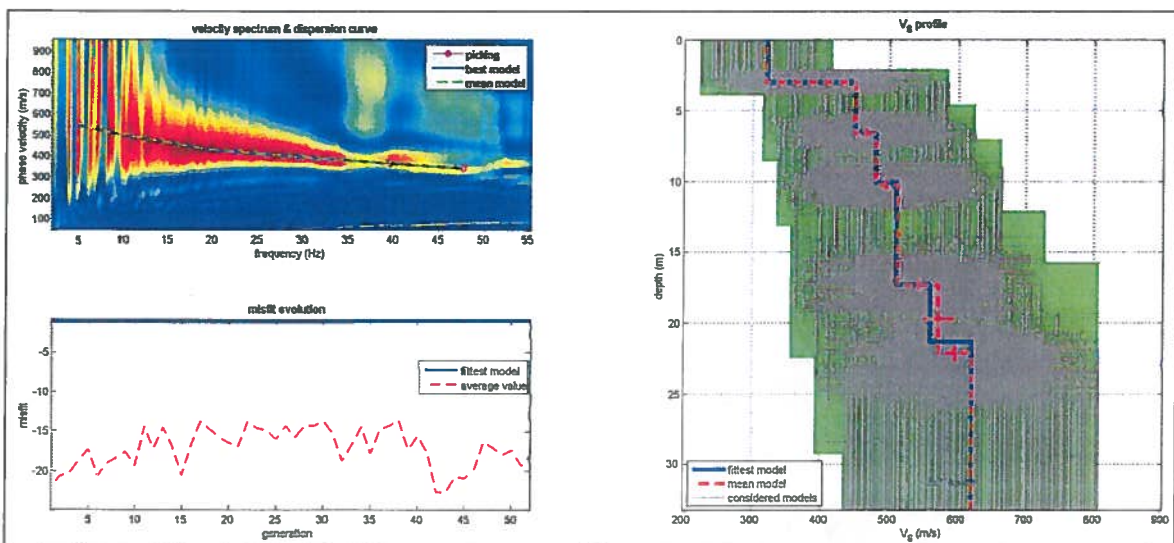 velocity spectrum & dispersion curve
phase velocity (m/s)
900
800
700
600
500
400
300
200
100
picking
best model
mean model
5 10 15 20 25 30 35 40 45 50 55
frequency (Hz)
misfit evolution
misfit
-5
-10
-15
-20
fittest model
average value
5 10 15 20 25 30 35 40 45 50
generation
VS profile
depth (m)
0
5
10
15
20
25
30
fittest model
mean model
considered models
200 300 400 500 600 700 800 900
VS (m/s)